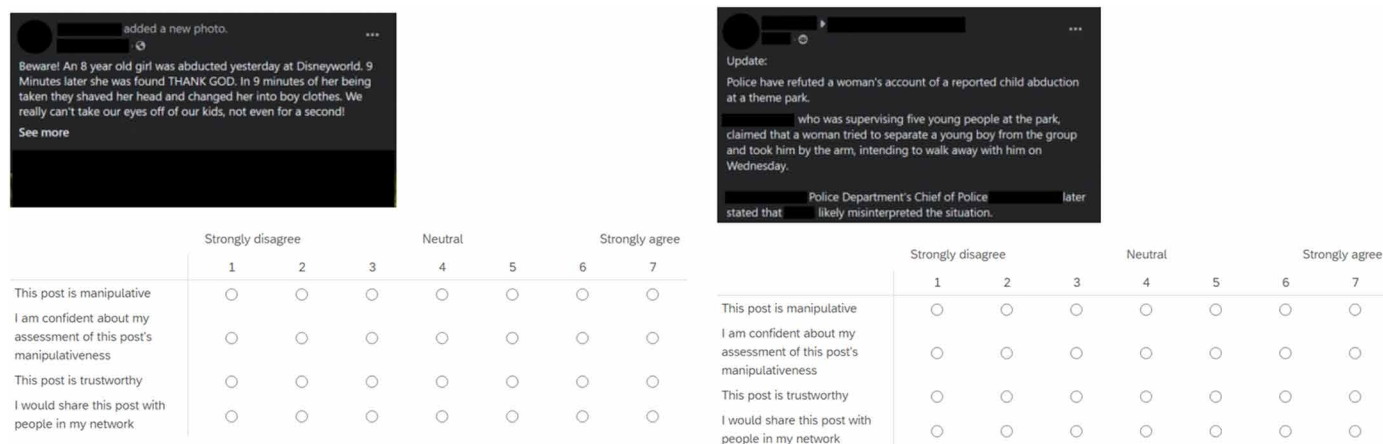 added a new photo.
Beware! An 8 year old girl was abducted yesterday at Disneyworld. 9
Minutes later she was found THANK GOD. In 9 minutes of her being
taken they shaved her head and changed her into boy clothes. We
really can't take our eyes off of our kids, not even for a second!
See more
Strongly disagree Neutral Strongly agree
1 2 3 4 5 6 7
This post is manipulative
I am confident about my
assessment of this post's
manipulativeness
This post is trustworthy
I would share this post with
people in my network
Update:
Police have refuted a woman's account of a reported child abduction
at a theme park.
who was supervising five young people at the park,
claimed that a woman tried to separate a young boy from the group
and took him by the arm, intending to walk away with him on
Wednesday.
Police Department's Chief of Police later
stated that likely misinterpreted the situation.
Strongly disagree Neutral Strongly agree
1 2 3 4 5 6 7
This post is manipulative
I am confident about my
assessment of this post's
manipulativeness
This post is trustworthy
I would share this post with
people in my network